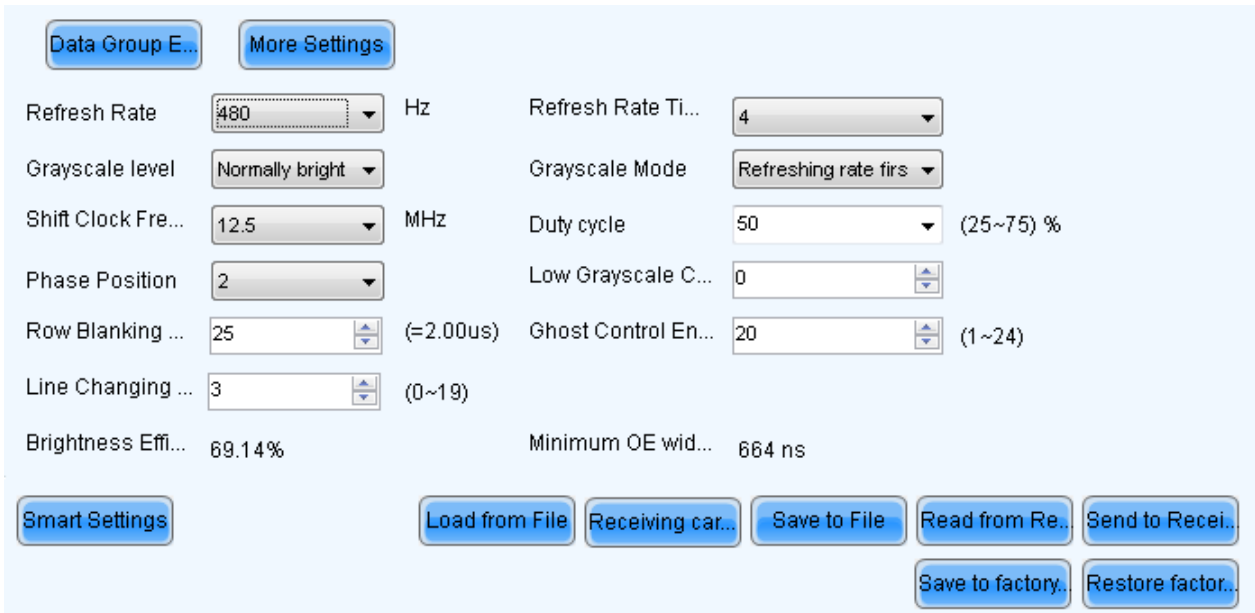 Data Group E... More Settings
Refresh Rate 480 Hz Refresh Rate Ti... 4
Grayscale level Normally bright Grayscale Mode Refreshing rate firs
Shift Clock Fre... 12.5 MHz Duty cycle 50 (25~75) %
Phase Position 2 Low Grayscale C... 0
Row Blanking ... 25 (=2.00us) Ghost Control En... 20 (1~24)
Line Changing ... 3 (0~19)
Brightness Effi... 69.14% Minimum OE wid... 664 ns
Smart Settings Load from File Receiving car... Save to File Read from Re... Send to Recei...
Save to factory... Restore factor...